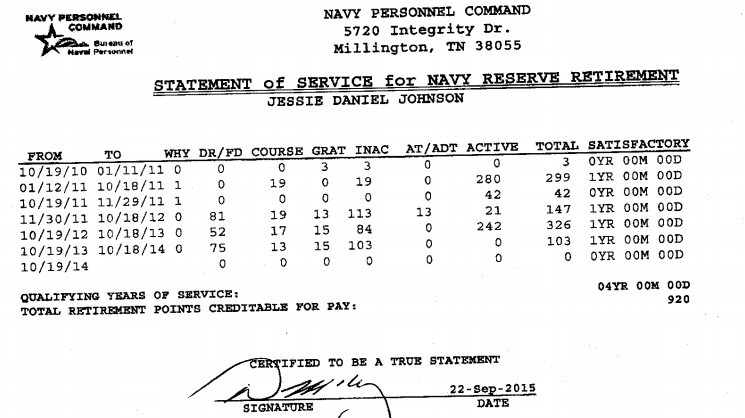 NAVY PERSONNEL
COMMAND
Bureau of
Naval Personnel
NAVY PERSONNEL COMMAND
5720 Integrity Dr.
Millington, TN 38055
STATEMENT of SERVICE for NAVY RESERVE RETIREMENT
JESSIE DANIEL JOHNSON
FROM TO WHY DR/FD COURSE GRAT INAC AT/ADT ACTIVE TOTAL SATISFACTORY
10/19/10 01/11/11 0 0 0 3 3 0 0 3 0YR 00M 00D
01/12/11 10/18/11 1 0 19 0 19 0 280 299 1YR 00M 00D
10/19/11 11/29/11 1 0 0 0 0 0 42 42 0YR 00M 00D
11/30/11 10/18/12 0 81 19 13 113 13 21 147 1YR 00M 00D
10/19/12 10/18/13 0 52 17 15 84 0 242 326 1YR 00M 00D
10/19/13 10/18/14 0 75 13 15 103 0 0 103 1YR 00M 00D
10/19/14 0 0 0 0 0 0 0 0YR 00M 00D
QUALIFYING YEARS OF SERVICE: 04YR 00M 00D
TOTAL RETIREMENT POINTS CREDITABLE FOR PAY: 920
CERTIFIED TO BE A TRUE STATEMENT
22-Sep-2015
SIGNATURE DATE